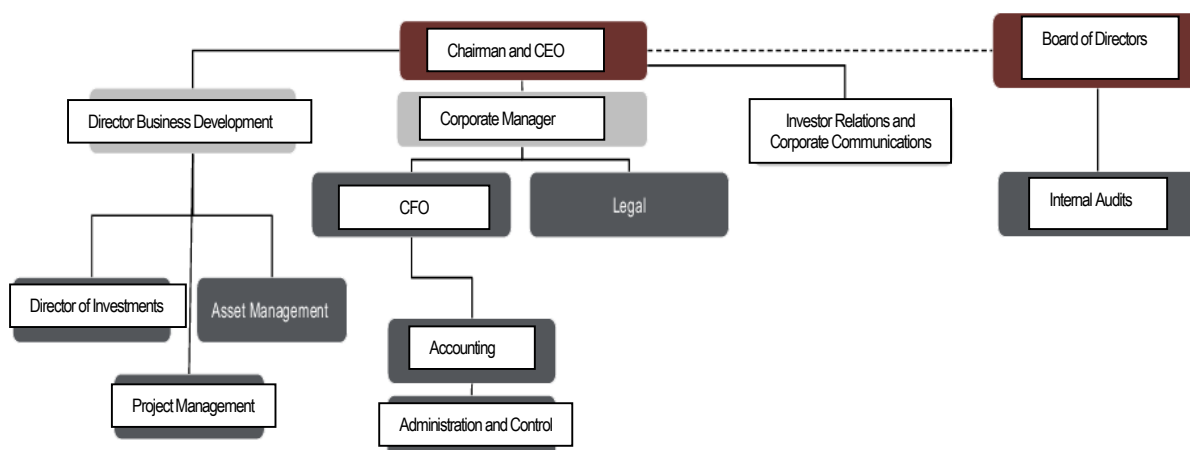 Chairman and CEO
Board of Directors
Director Business Development
Corporate Manager
Investor Relations and
Corporate Communications
CFO
Legal
Internal Audits
Director of Investments
Asset Management
Accounting
Project Management
Administration and Control